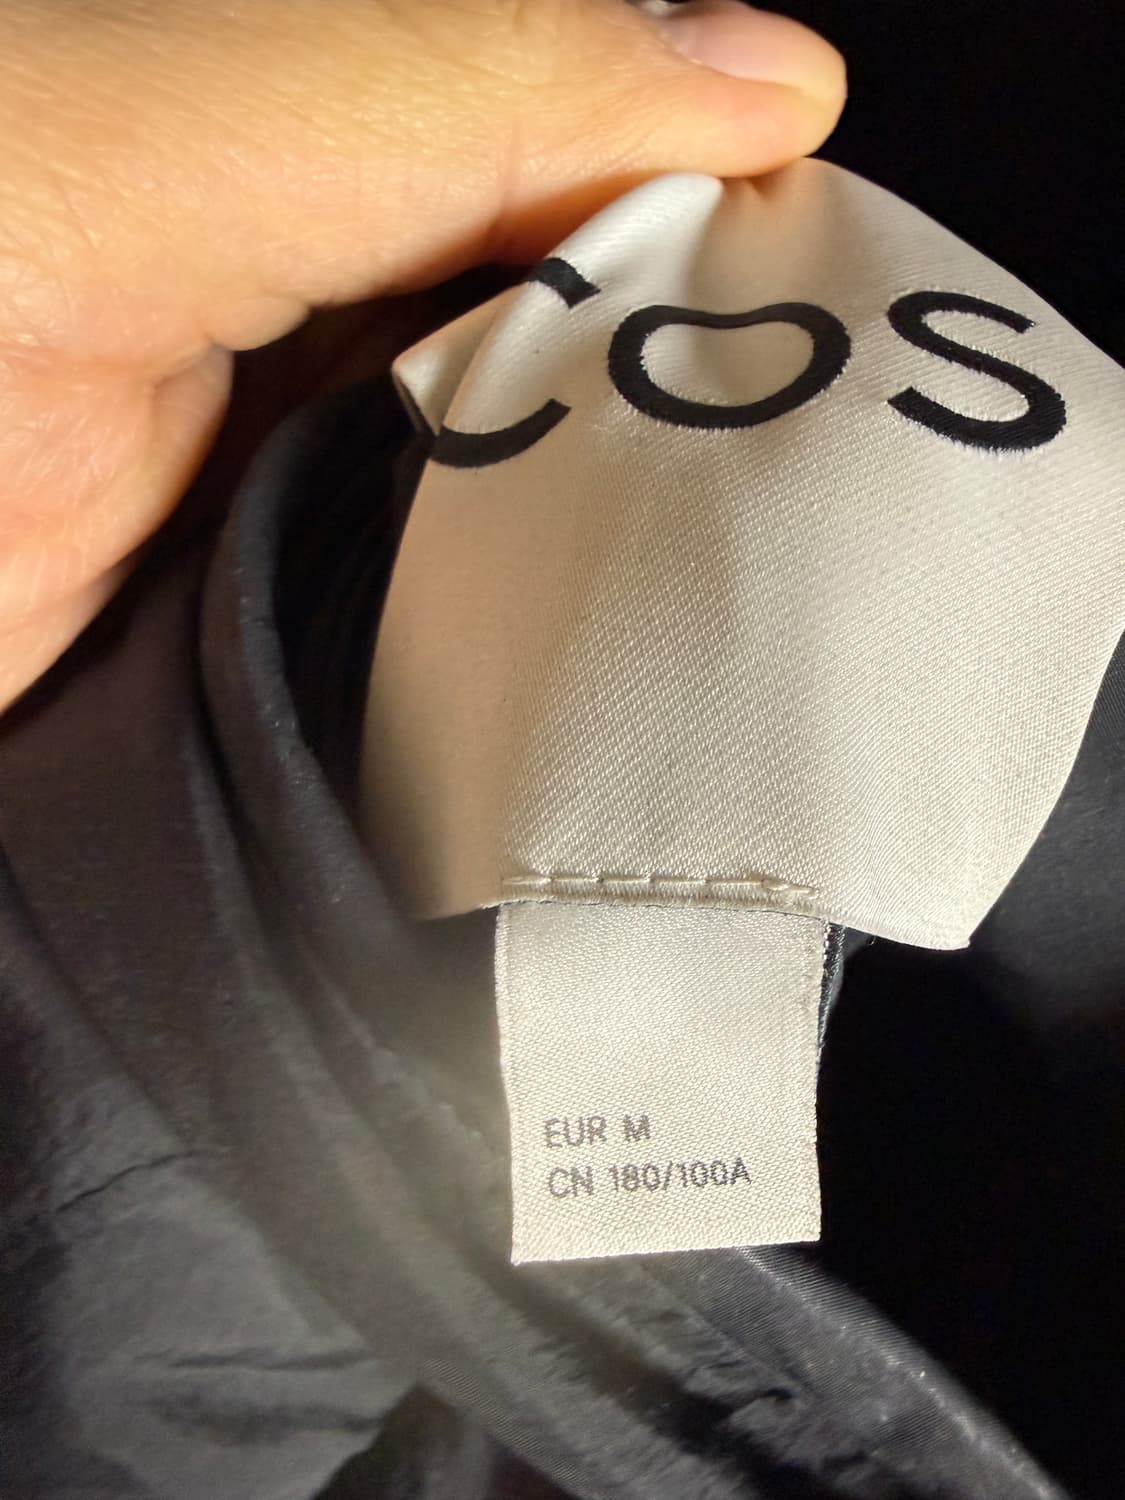 COS
EUR M
CN 180/100A